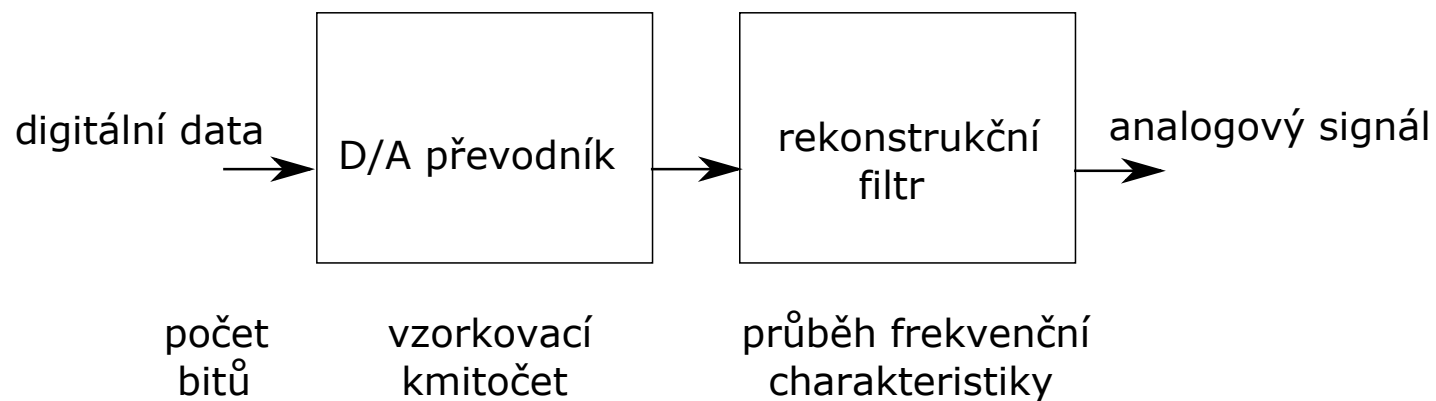 digitální data
D/A převodník
rekonstrukční
filtr
analogový signál
počet
bitů
vzorkovací
kmitočet
průběh frekvenční
charakteristiky